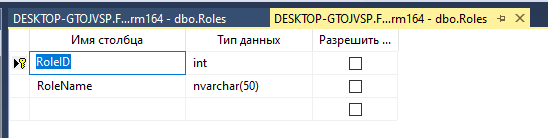 DESKTOP-GTOJVSP.F...rm164 - dbo.Roles
DESKTOP-GTOJVSP.F...rm164 - dbo.Roles
Имя столбца Тип данных Разрешить ...
RoleID int
RoleName nvarchar(50)